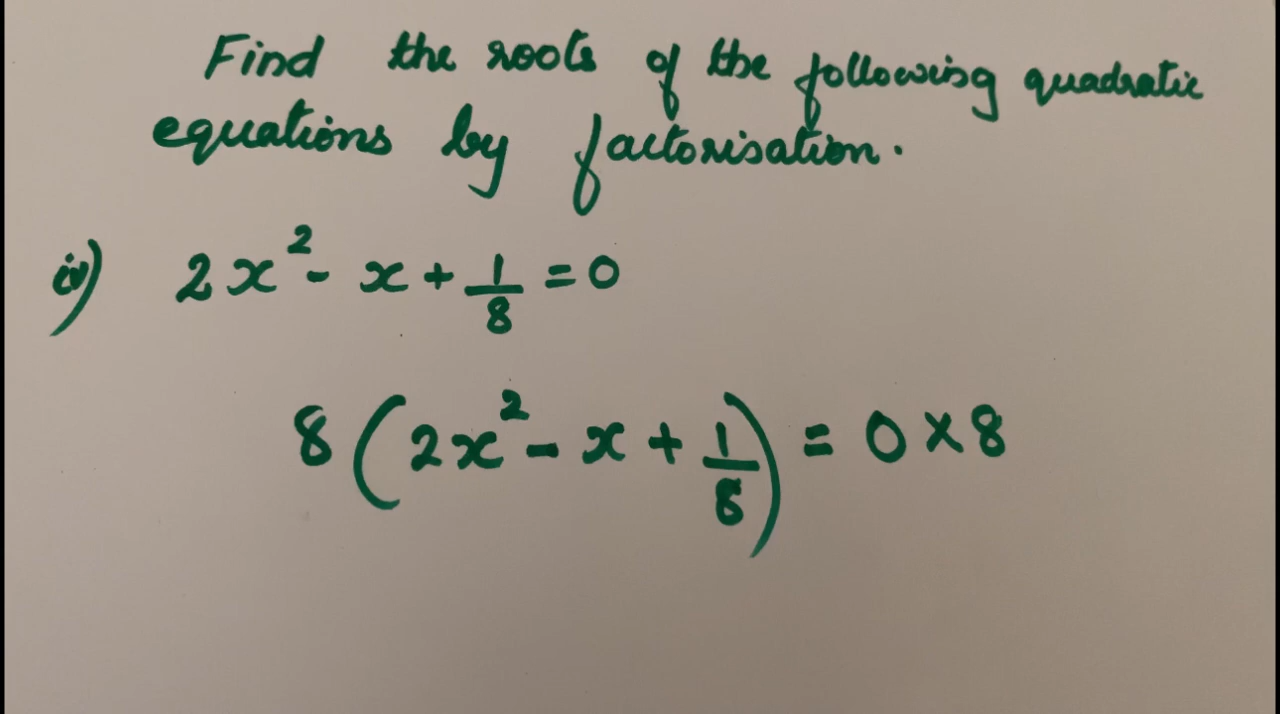 Find the roots of the following quadratic
equations by factorisation.
iv) 2x² - x + 1/8 = 0
8(2x² - x + 1/8) = 0 × 8